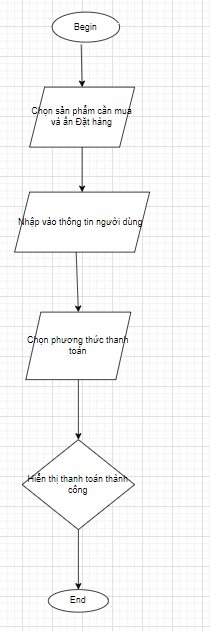 Begin
Chọn sản phẩm cần mua
và ấn Đặt hàng
Nhập vào thông tin người dùng
Chọn phương thức thanh
toán
Hiển thị thanh toán thành
công
End